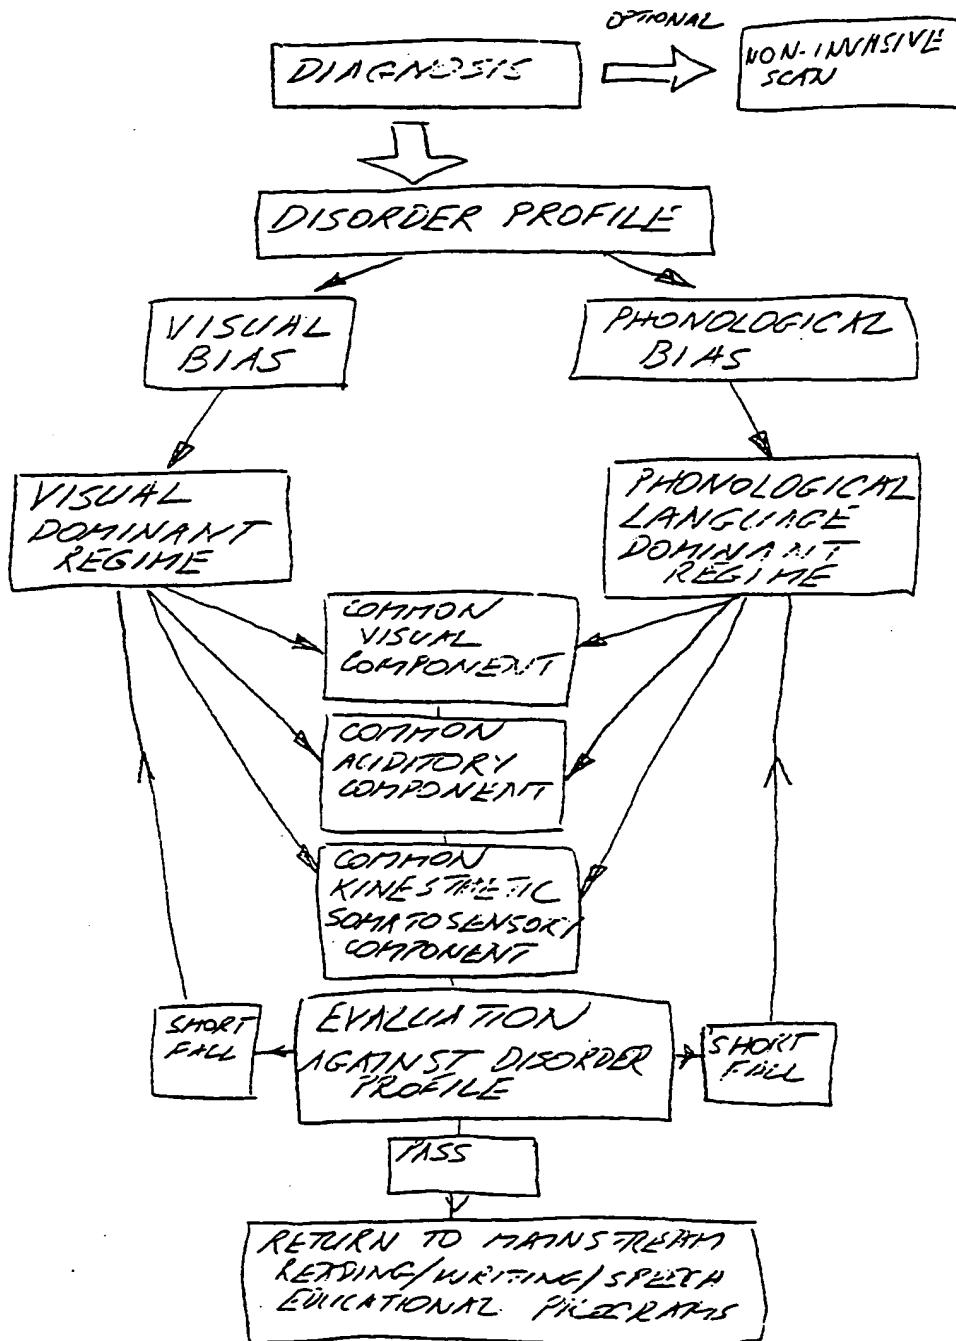 OPTIONAL
DIAGNOSIS
NON-INVASIVE
SCAN
DISORDER PROFILE
VISUAL
BIAS
PHONOLOGICAL
BIAS
VISUAL
DOMINANT
REGIME
PHONOLOGICAL
LANGUAGE
DOMINANT
REGIME
COMMON
VISUAL
COMPONENT
COMMON
AUDITORY
COMPONENT
COMMON
KINESTHETIC
SOMATOSENSORY
COMPONENT
SHORT
FALL
EVALUATION
AGAINST DISORDER
PROFILE
SHORT
FALL
PASS
RETURN TO MAINSTREAM
READING/WRITING/SPEECH
EDUCATIONAL PROGRAMS